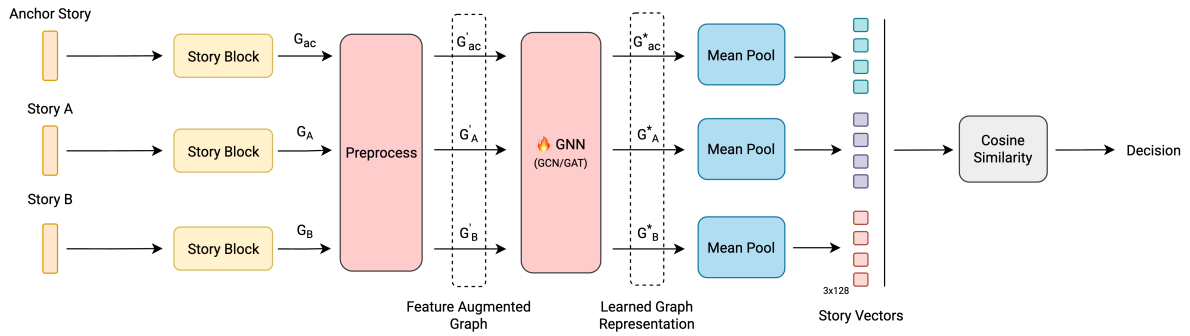 Anchor Story
Story Block
G_ac
Preprocess
G'_ac
🔥 GNN
(GCN/GAT)
G*_ac
Mean Pool
Story A
Story Block
G_A
G'_A
G*_A
Mean Pool
Cosine
Similarity
Decision
Story B
Story Block
G_B
G'_B
G*_B
Mean Pool
3x128
Feature Augmented
Graph
Learned Graph
Representation
Story Vectors